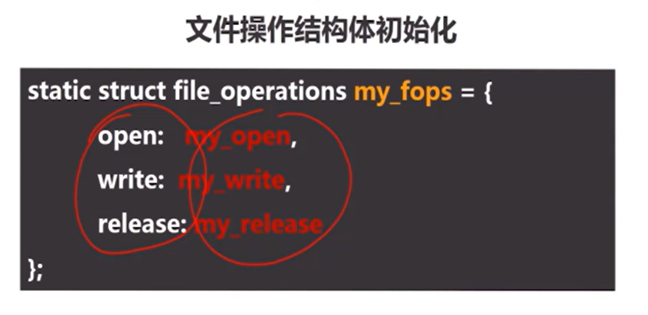 文件操作结构体初始化
static struct file_operations my_fops = {
open: my_open,
write: my_write,
release: my_release
};